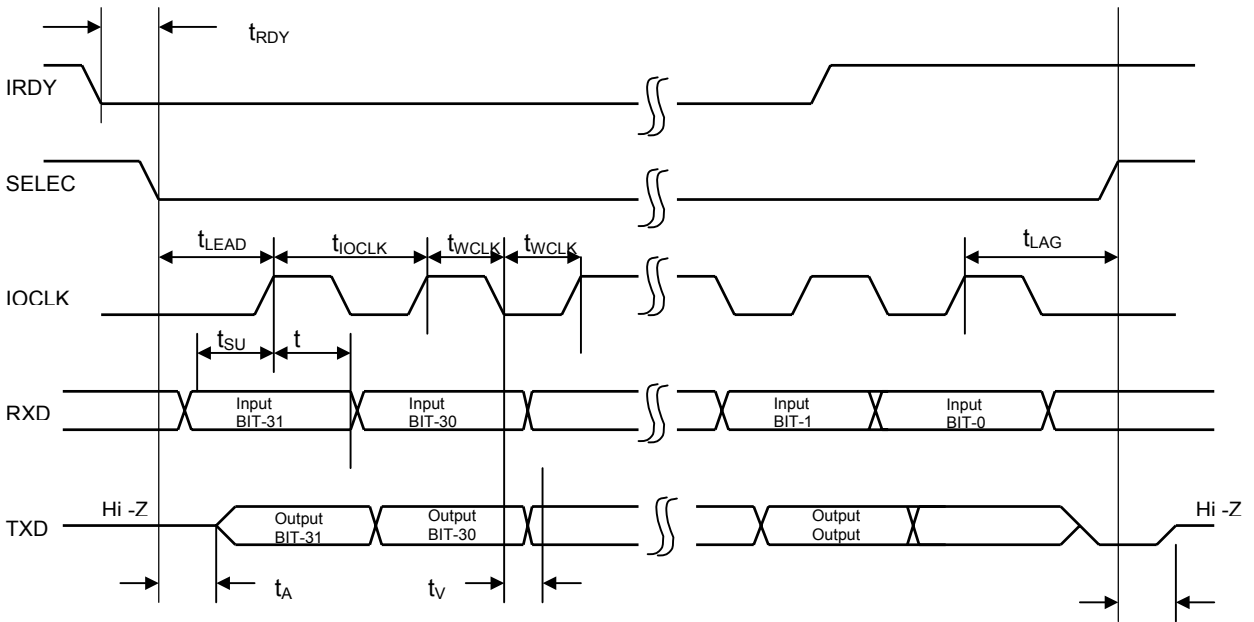 tRDY
IRDY
SELEC
tLEAD tIOCLK tWCLK tWCLK tLAG
IOCLK
tSU t
RXD Input BIT-31 Input BIT-30 Input BIT-1 Input BIT-0
Hi -Z Hi -Z
TXD Output BIT-31 Output BIT-30 Output Output
tA tV